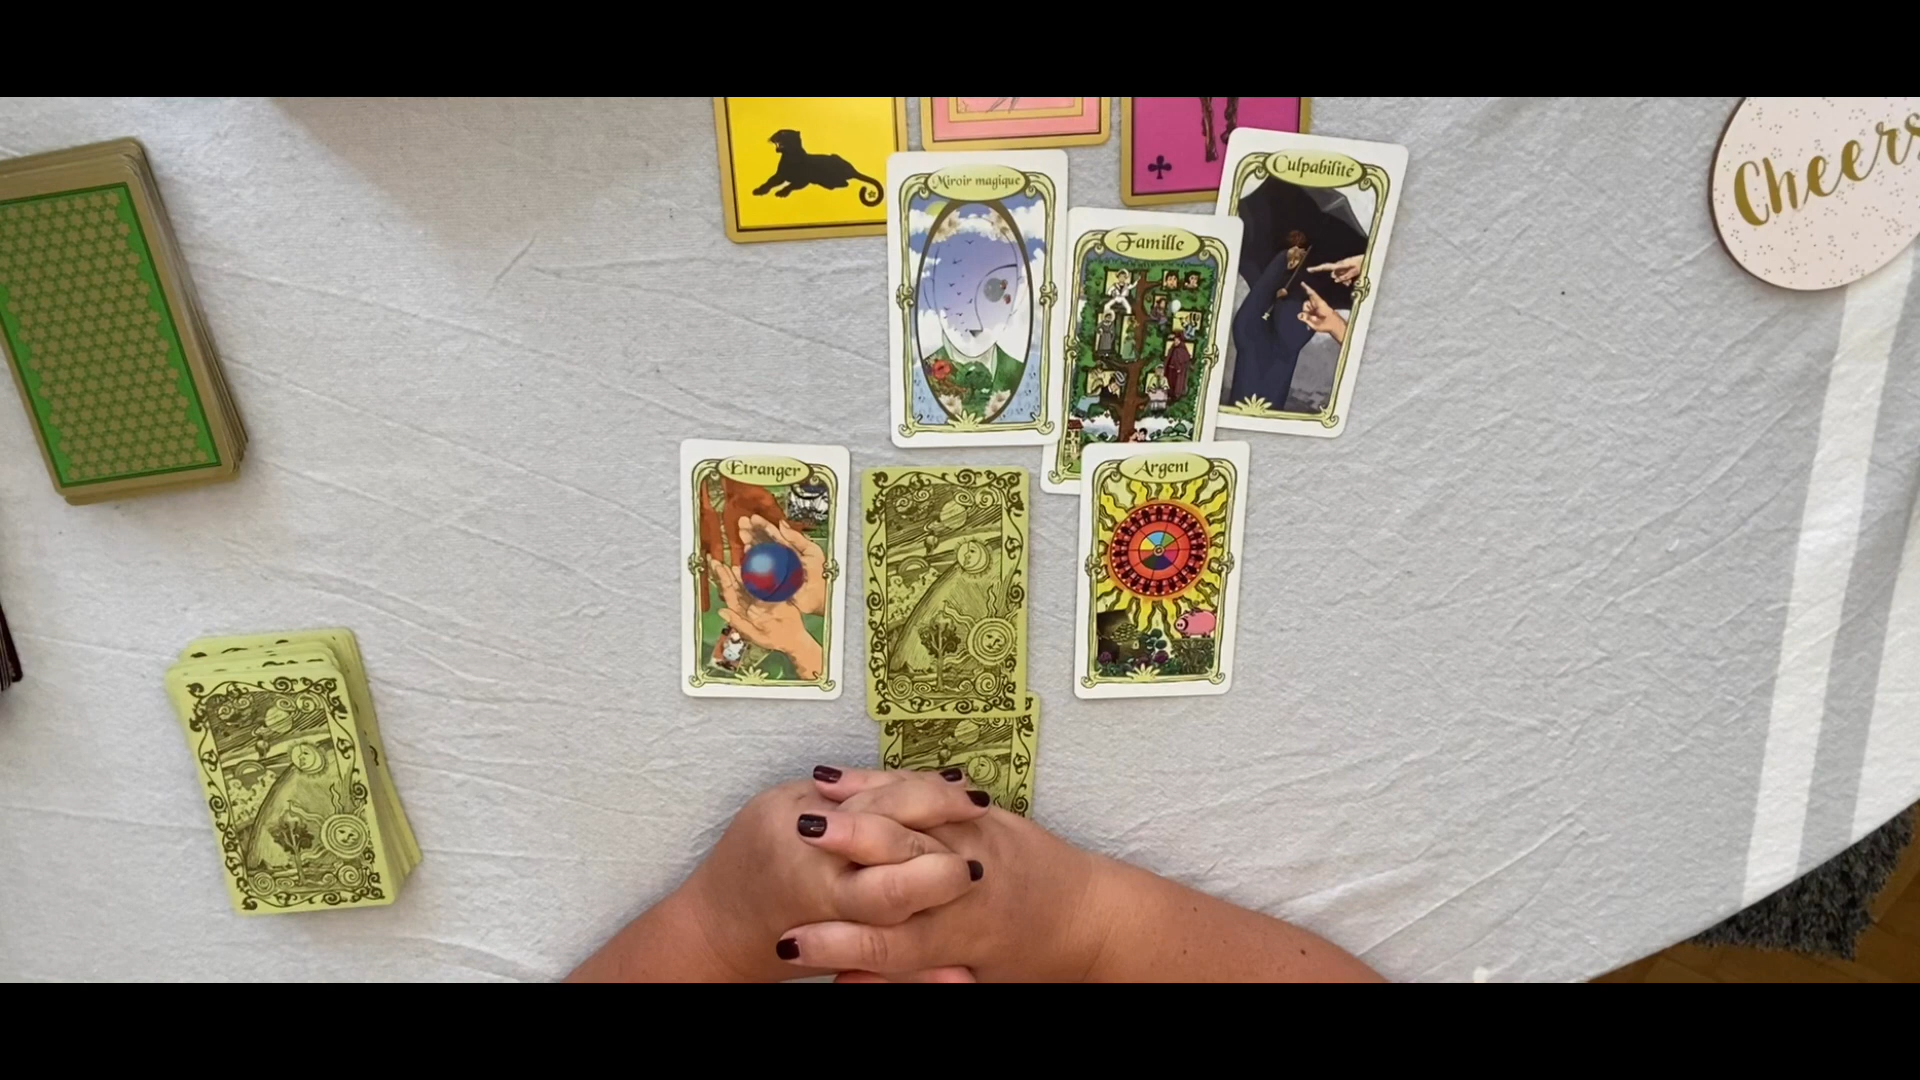 Cheers
Miroir magique
Famille
Culpabilité
Etranger
Argent